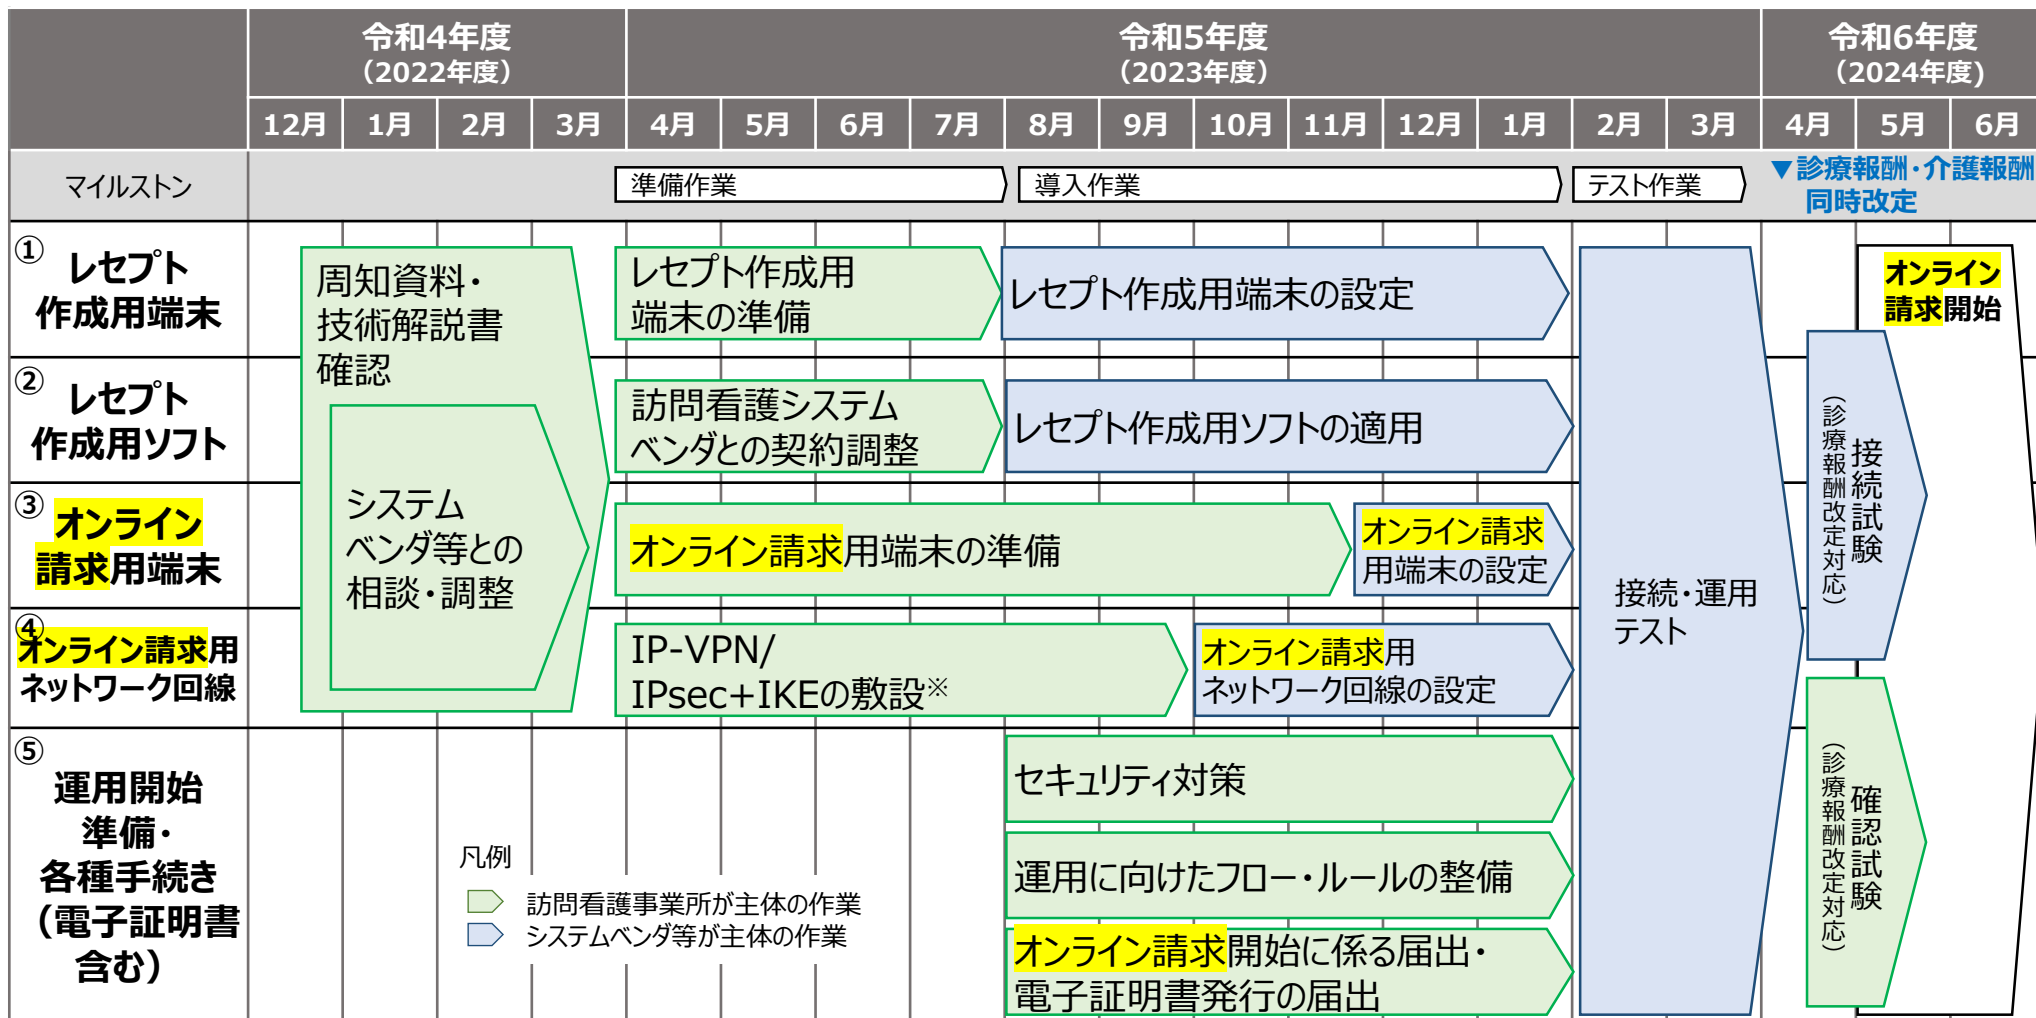 令和4年度
（2022年度）
令和5年度
（2023年度）
令和6年度
（2024年度)
12月 1月 2月 3月 4月 5月 6月 7月 8月 9月 10月 11月 12月 1月 2月 3月 4月 5月 6月
マイルストン
準備作業
導入作業
テスト作業
▼診療報酬・介護報酬
同時改定
①
レセプト
作成用端末
周知資料・
技術解説書
確認
レセプト作成用
端末の準備
レセプト作成用端末の設定
オンライン
請求開始
②
レセプト
作成用ソフト
訪問看護システム
ベンダとの契約調整
レセプト作成用ソフトの適用
接続試験
（診療報酬改定対応）
③
オンライン
請求用端末
システム
ベンダ等との
相談・調整
オンライン請求用端末の準備
オンライン請求
用端末の設定
接続・運用
テスト
④
オンライン請求用
ネットワーク回線
IP-VPN/
IPsec+IKEの敷設※
オンライン請求用
ネットワーク回線の設定
⑤
運用開始
準備・
各種手続き
（電子証明書
含む）
セキュリティ対策
運用に向けたフロー・ルールの整備
オンライン請求開始に係る届出・
電子証明書発行の届出
確認試験
（診療報酬改定対応）
凡例
訪問看護事業所が主体の作業
システムベンダ等が主体の作業